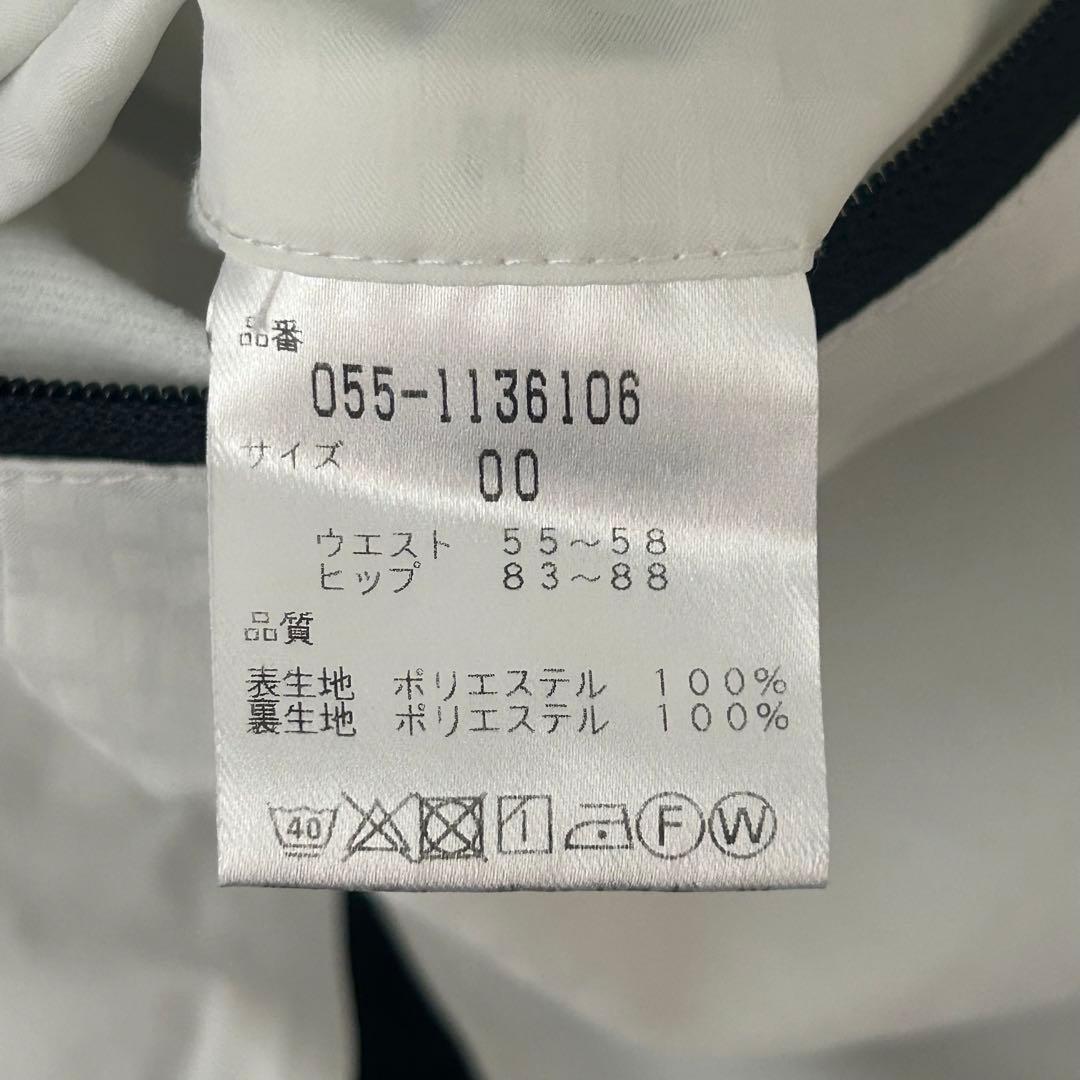 品番
055-1136106
サイズ 00
ウエスト 55～58
ヒップ 83～88
品質
表生地 ポリエステル 100%
裏生地 ポリエステル 100%
40 F W